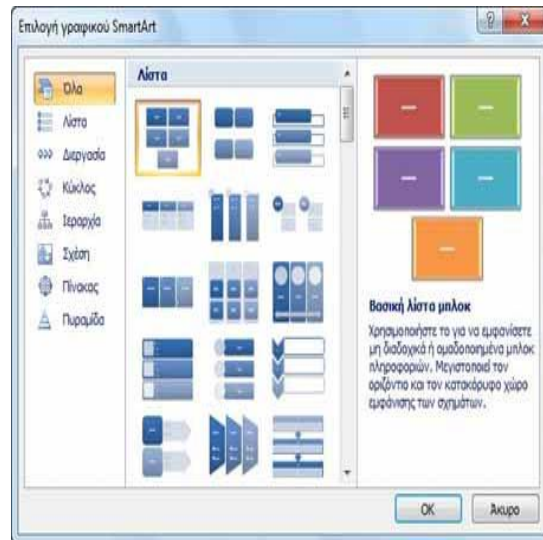 Επιλογή γραφικού SmartArt
Όλα
Λίστα
Διεργασία
Κύκλος
Ιεραρχία
Σχέση
Πίνακας
Πυραμίδα
Λίστα
Βασική λίστα μπλοκ
Χρησιμοποιήστε το για να εμφανίσετε
μη διαδοχικά ή ομαδοποιημένα μπλοκ
πληροφοριών. Μεγιστοποιεί τον
οριζόντιο και τον κατακόρυφο χώρο
εμφάνισης των σχημάτων.
OK
Άκυρο